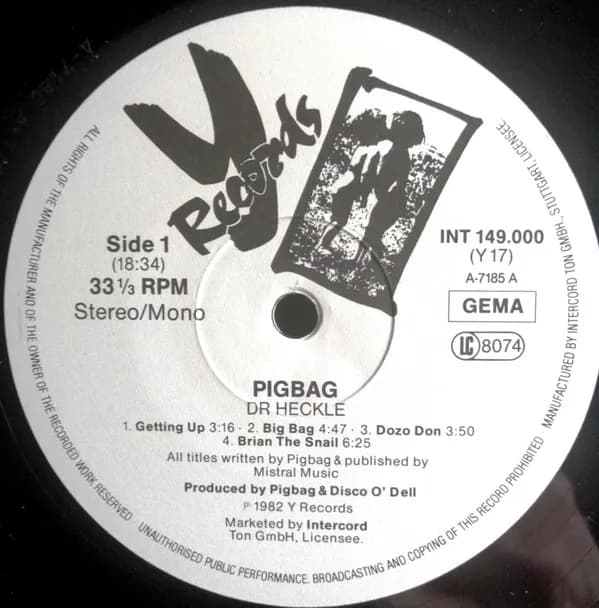 Y
Records
Side 1
(18:34)
33 1/3 RPM
Stereo/Mono
INT 149.000
(Y 17)
A-7185 A
GEMA
LC 8074
PIGBAG
DR HECKLE
1. Getting Up 3:16 · 2. Big Bag 4:47 · 3. Dozo Don 3:50
4. Brian The Snail 6:25
All titles written by Pigbag & published by
Mistral Music
Produced by Pigbag & Disco O' Dell
℗ 1982 Y Records
Marketed by Intercord
Ton GmbH, Licensee.
ALL RIGHTS OF THE MANUFACTURER AND OF THE OWNER OF THE RECORDED WORK RESERVED UNAUTHORISED PUBLIC PERFORMANCE. BROADCASTING AND COPYING OF THIS RECORD PROHIBITED MANUFACTURED BY INTERCORD TON GMBH., STUTTGART, LICENSEE.